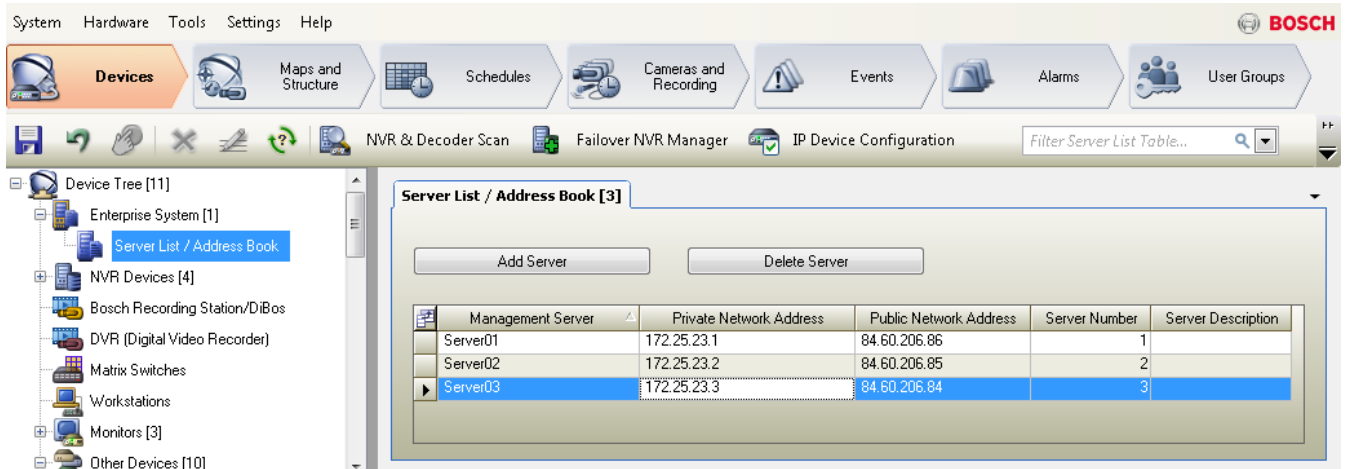 System Hardware Tools Settings Help
BOSCH
Devices
Maps and
Structure
Schedules
Cameras and
Recording
Events
Alarms
User Groups
NVR & Decoder Scan
Failover NVR Manager
IP Device Configuration
Filter Server List Table...
Device Tree [11]
Enterprise System [1]
Server List / Address Book
NVR Devices [4]
Bosch Recording Station/DiBos
DVR (Digital Video Recorder)
Matrix Switches
Workstations
Monitors [3]
Other Devices [10]
Server List / Address Book [3]
Add Server
Delete Server
Management Server Private Network Address Public Network Address Server Number Server Description
Server01 172.25.23.1 84.60.206.86 1
Server02 172.25.23.2 84.60.206.85 2
Server03 172.25.23.3 84.60.206.84 3